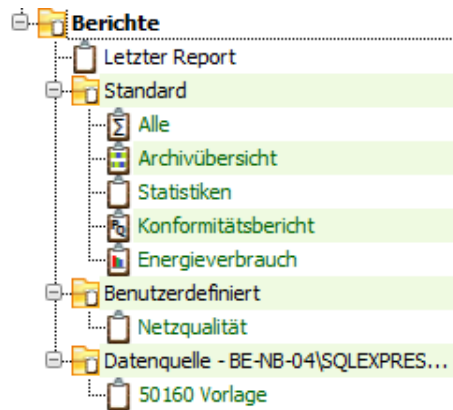 Berichte
Letzter Report
Standard
Alle
Archivübersicht
Statistiken
Konformitätsbericht
Energieverbrauch
Benutzerdefiniert
Netzqualität
Datenquelle - BE-NB-04\SQLEXPRES...
50160 Vorlage